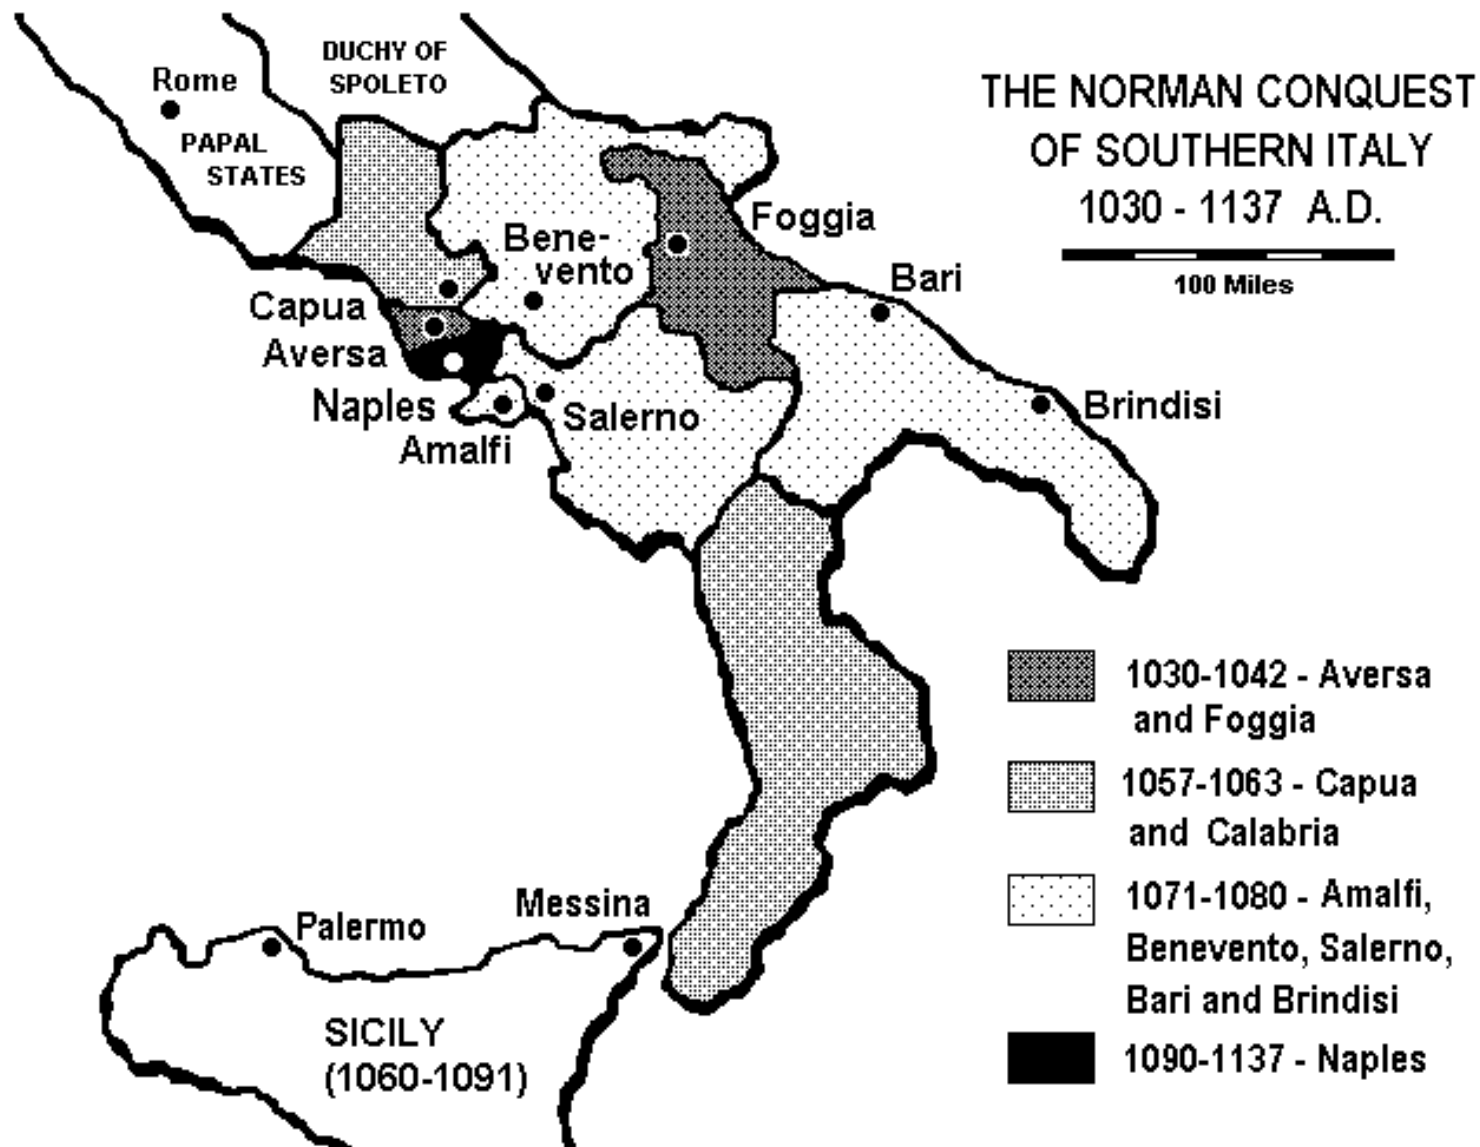 THE NORMAN CONQUEST
OF SOUTHERN ITALY
1030 - 1137 A.D.
100 Miles
DUCHY OF
SPOLETO
Rome
PAPAL
STATES
Foggia
Bene-
vento
Bari
Capua
Aversa
Naples
Amalfi
Salerno
Brindisi
Messina
Palermo
SICILY
(1060-1091)
1030-1042 - Aversa
and Foggia
1057-1063 - Capua
and Calabria
1071-1080 - Amalfi,
Benevento, Salerno,
Bari and Brindisi
1090-1137 - Naples